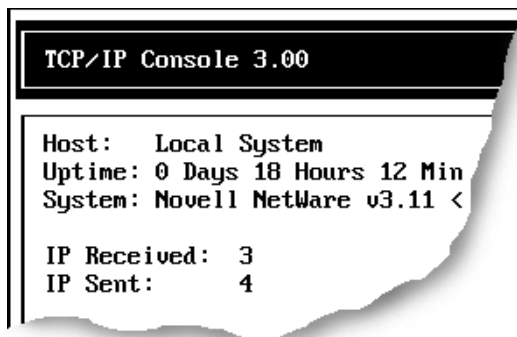 TCP/IP Console 3.00
Host: Local System
Uptime: 0 Days 18 Hours 12 Min
System: Novell NetWare v3.11 <
IP Received: 3
IP Sent: 4